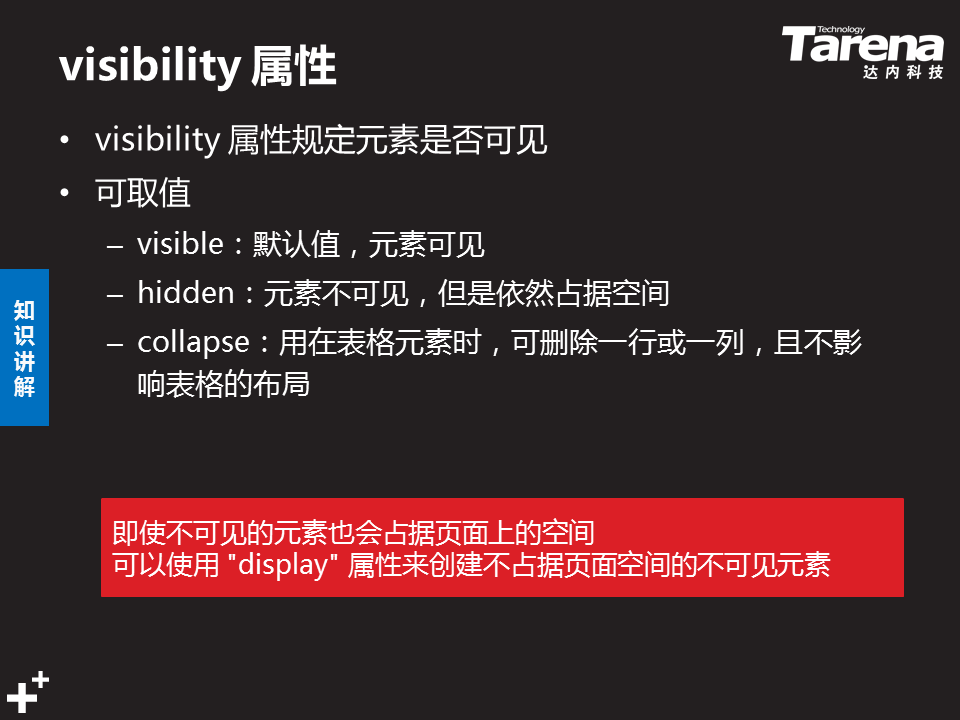 visibility 属性
Technology
Tarena
达内科技
• visibility 属性规定元素是否可见
• 可取值
– visible：默认值，元素可见
– hidden：元素不可见，但是依然占据空间
– collapse：用在表格元素时，可删除一行或一列，且不影
响表格的布局
知
识
讲
解
即使不可见的元素也会占据页面上的空间
可以使用 "display" 属性来创建不占据页面空间的不可见元素